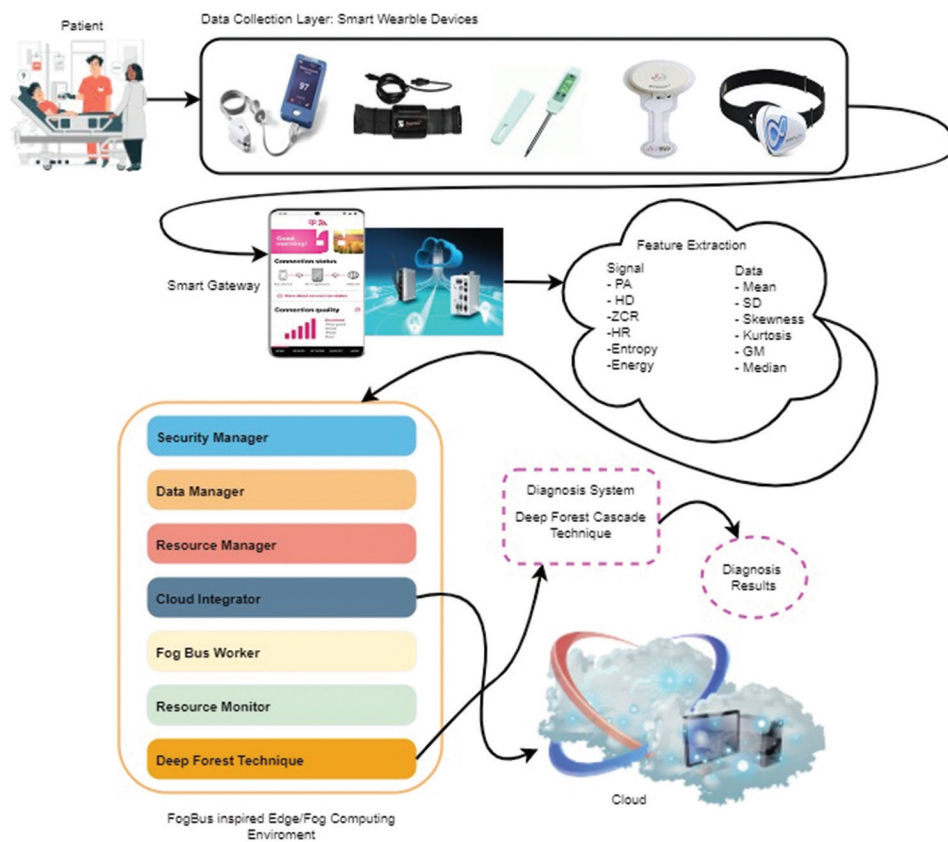 Patient
Data Collection Layer: Smart Wearble Devices
97
Smart Gateway
Good
morning!
Connection status
Connection quality
Feature Extraction
Signal
- PA
- HD
-ZCR
-HR
-Entropy
-Energy
Data
- Mean
- SD
- Skewness
- Kurtosis
- GM
- Median
Security Manager
Data Manager
Resource Manager
Cloud Integrator
Fog Bus Worker
Resource Monitor
Deep Forest Technique
FogBus inspired Edge/Fog Computing
Enviroment
Diagnosis System
Deep Forest Cascade
Technique
Diagnosis
Results
Cloud